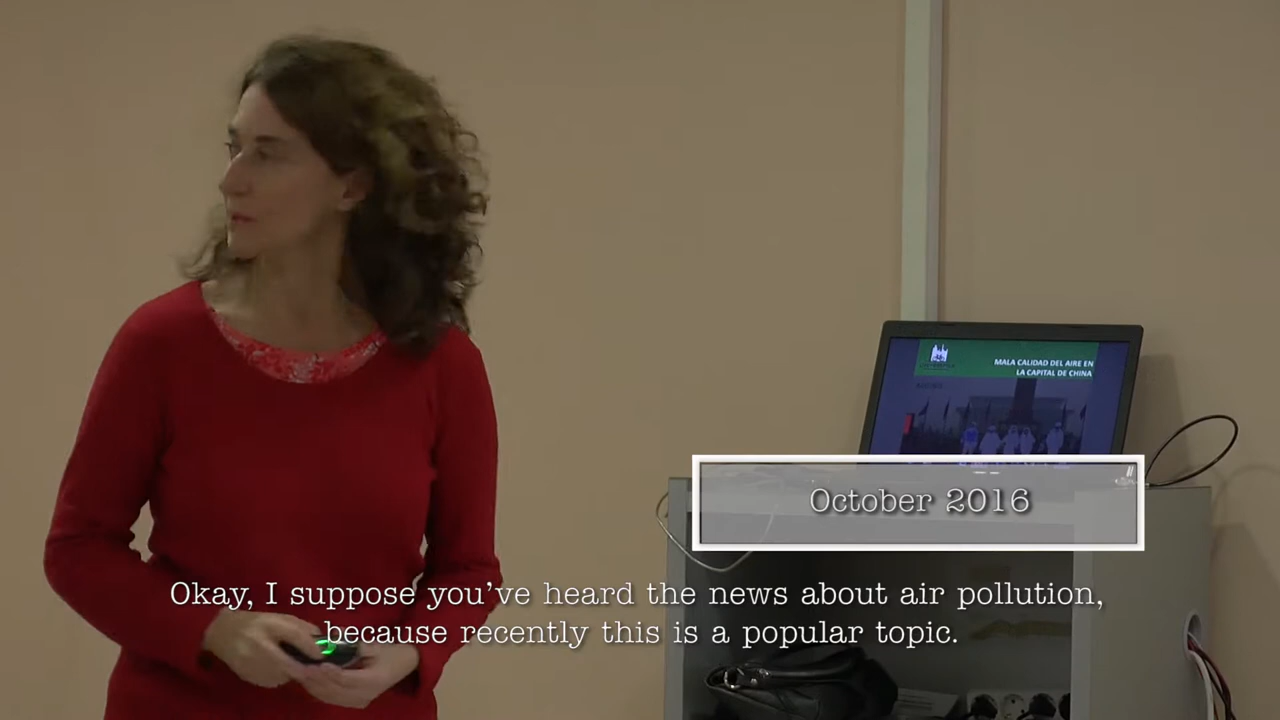 MALA CALIDAD DEL AIRE EN
LA CAPITAL DE CHINA
October 2016
Okay, I suppose you've heard the news about air pollution,
because recently this is a popular topic.